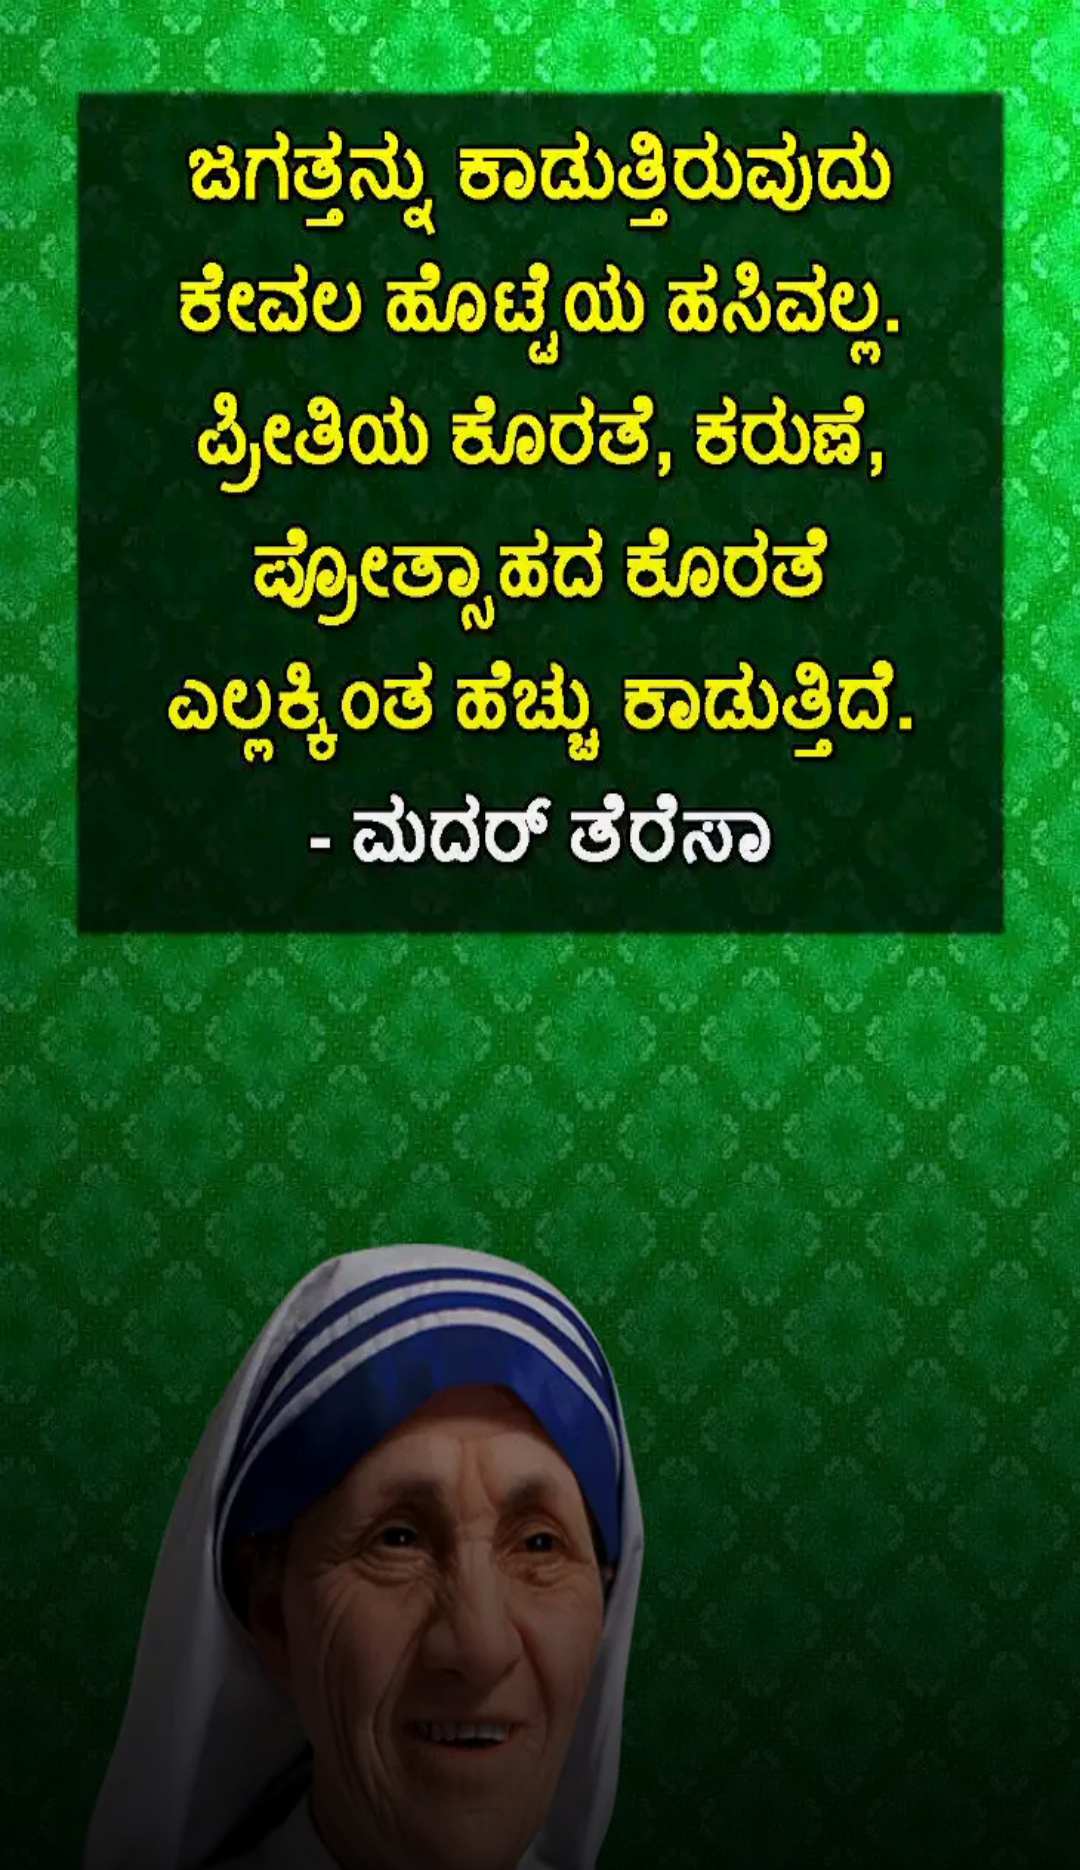 ಜಗತ್ತನ್ನು ಕಾಡುತ್ತಿರುವುದು
ಕೇವಲ ಹೊಟ್ಟೆಯ ಹಸಿವಲ್ಲ.
ಪ್ರೀತಿಯ ಕೊರತೆ, ಕರುಣೆ,
ಪ್ರೋತ್ಸಾಹದ ಕೊರತೆ
ಎಲ್ಲಕ್ಕಿಂತ ಹೆಚ್ಚು ಕಾಡುತ್ತಿದೆ.
- ಮದರ್ ತೆರೆಸಾ